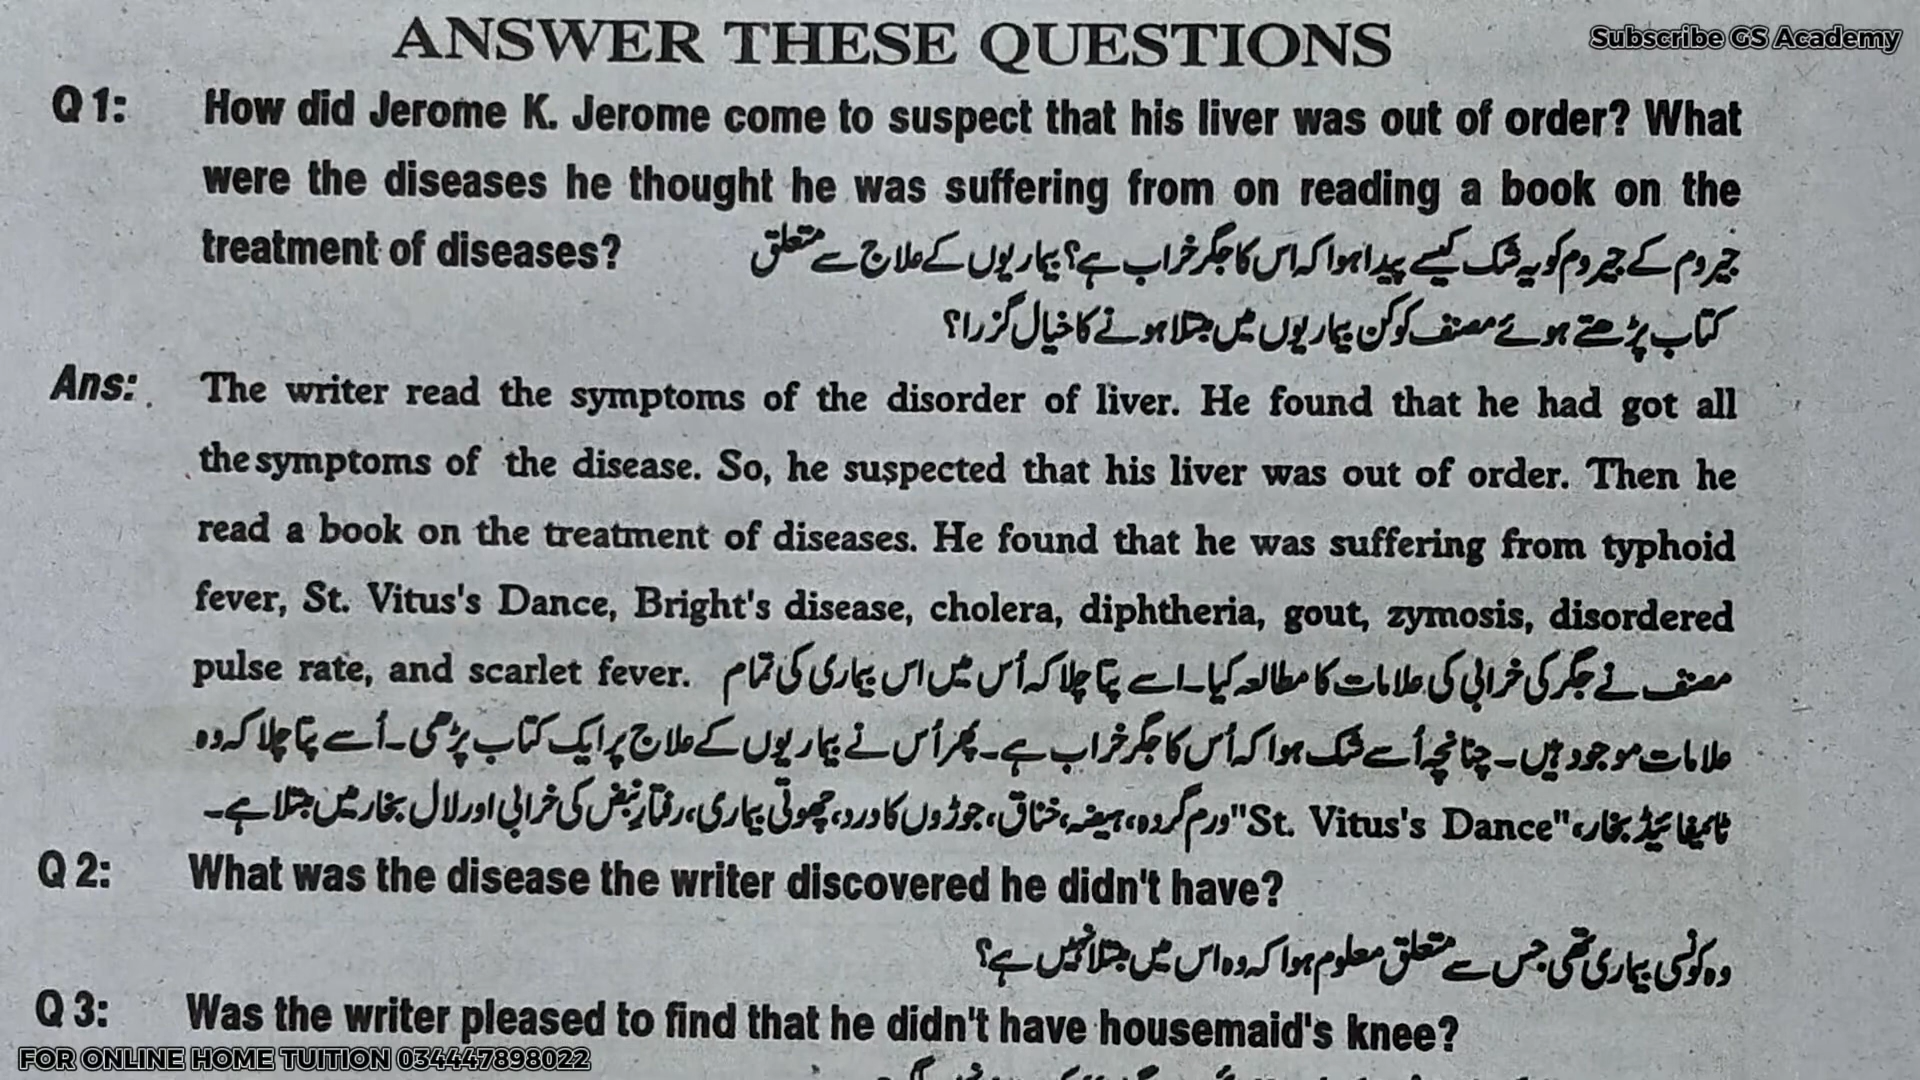 ANSWER THESE QUESTIONS
Subscribe GS Academy
Q 1: How did Jerome K. Jerome come to suspect that his liver was out of order? What
were the diseases he thought he was suffering from on reading a book on the
treatment of diseases? جیروم کے جیروم کو یہ شک کیسے پیدا ہوا کہ اس کا جگر خراب ہے؟ بیماریوں کے علاج سے متعلق
کتاب پڑھتے ہوئے مصنف کو کن بیماریوں میں مبتلا ہونے کا خیال گزرا؟
Ans: The writer read the symptoms of the disorder of liver. He found that he had got all
the symptoms of the disease. So, he suspected that his liver was out of order. Then he
read a book on the treatment of diseases. He found that he was suffering from typhoid
fever, St. Vitus's Dance, Bright's disease, cholera, diphtheria, gout, zymosis, disordered
pulse rate, and scarlet fever. مصنف نے جگر کی خرابی کی علامات کا مطالعہ کیا۔ اسے پتا چلا کہ اُس میں اس بیماری کی تمام
علامات موجود ہیں۔ چنانچہ اُسے شک ہوا کہ اُس کا جگر خراب ہے۔ پھر اُس نے بیماریوں کے علاج پر ایک کتاب پڑھی۔ اُسے پتا چلا کہ وہ
ٹائیفائیڈ بخار، "St. Vitus's Dance" ورم گردہ، ہیضہ، خناق، جوڑوں کا درد، چھوتی بیماری، رفتارِ نبض کی خرابی اور لال بخار میں مبتلا ہے۔
Q 2: What was the disease the writer discovered he didn't have?
وہ کونسی بیماری تھی جس سے متعلق معلوم ہوا کہ وہ اس میں مبتلا نہیں ہے؟
Q 3: Was the writer pleased to find that he didn't have housemaid's knee?
FOR ONLINE HOME TUITION 034447898022